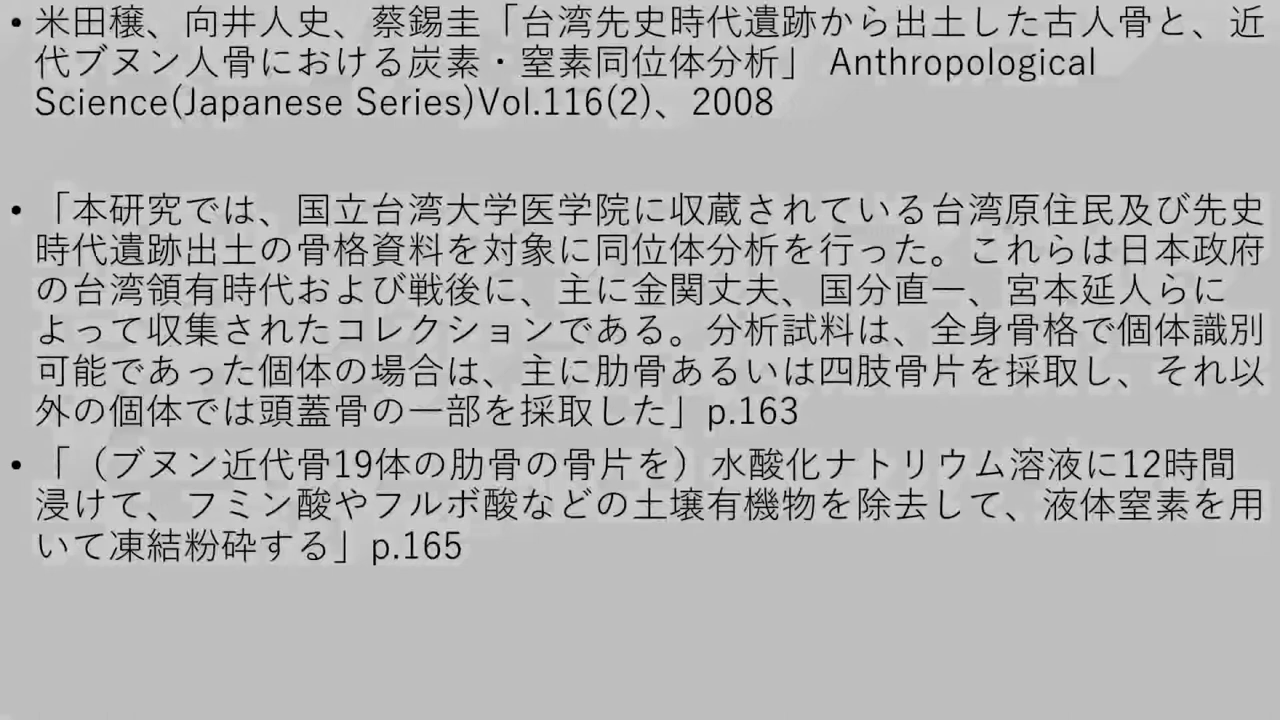 • 米田穣、向井人史、蔡錫圭「台湾先史時代遺跡から出土した古人骨と、近
代ブヌン人骨における炭素・窒素同位体分析」 Anthropological
Science(Japanese Series)Vol.116(2)、2008
• 「本研究では、国立台湾大学医学院に収蔵されている台湾原住民及び先史
時代遺跡出土の骨格資料を対象に同位体分析を行った。これらは日本政府
の台湾領有時代および戦後に、主に金関丈夫、国分直一、宮本延人らに
よって収集されたコレクションである。分析試料は、全身骨格で個体識別
可能であった個体の場合は、主に肋骨あるいは四肢骨片を採取し、それ以
外の個体では頭蓋骨の一部を採取した」p.163
• 「（ブヌン近代骨19体の肋骨の骨片を）水酸化ナトリウム溶液に12時間
浸けて、フミン酸やフルボ酸などの土壌有機物を除去して、液体窒素を用
いて凍結粉砕する」p.165